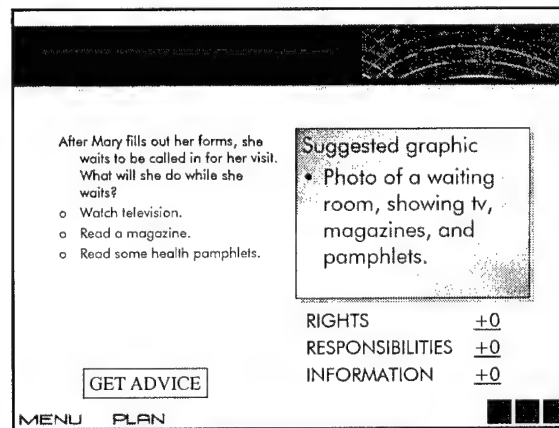 After Mary fills out her forms, she
waits to be called in for her visit.
What will she do while she
waits?
o Watch television.
o Read a magazine.
o Read some health pamphlets.
Suggested graphic
• Photo of a waiting
room, showing tv,
magazines, and
pamphlets.
RIGHTS +0
RESPONSIBILITIES +0
INFORMATION +0
GET ADVICE
MENU PLAN